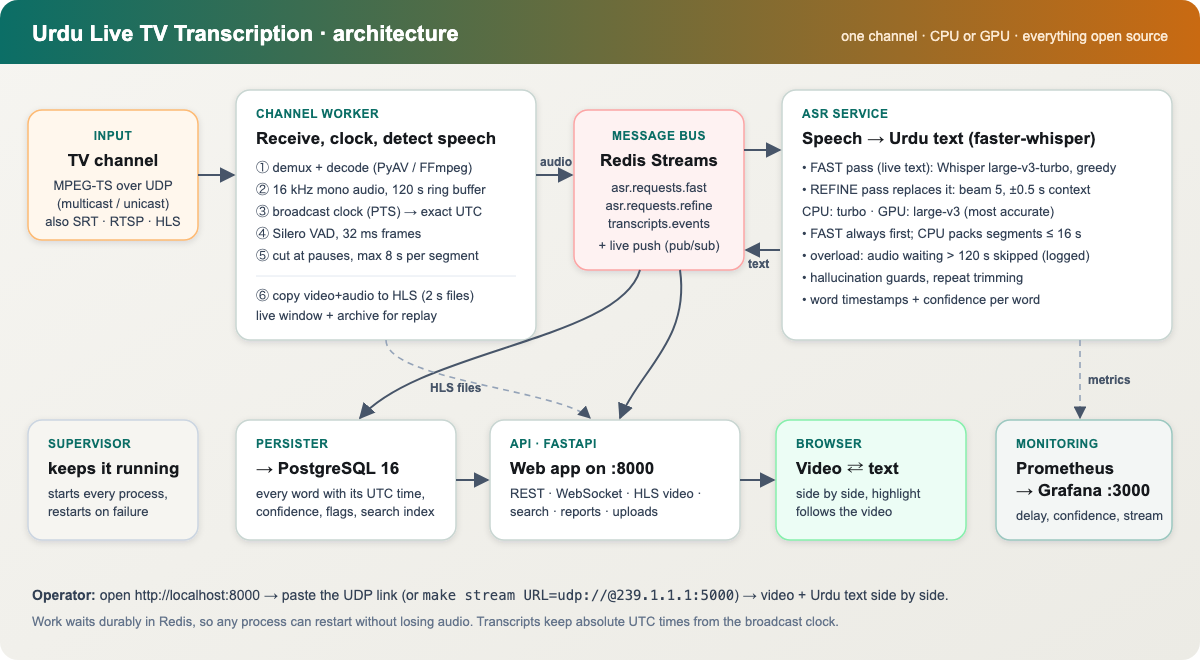 Urdu Live TV Transcription · architecture
one channel · CPU or GPU · everything open source
INPUT
TV channel
MPEG-TS over UDP
(multicast / unicast)
also SRT · RTSP · HLS
CHANNEL WORKER
Receive, clock, detect speech
① demux + decode (PyAV / FFmpeg)
② 16 kHz mono audio, 120 s ring buffer
③ broadcast clock (PTS) → exact UTC
④ Silero VAD, 32 ms frames
⑤ cut at pauses, max 8 s per segment
⑥ copy video+audio to HLS (2 s files)
live window + archive for replay
audio
MESSAGE BUS
Redis Streams
asr.requests.fast
asr.requests.refine
transcripts.events
+ live push (pub/sub)
text
ASR SERVICE
Speech → Urdu text (faster-whisper)
• FAST pass (live text): Whisper large-v3-turbo, greedy
• REFINE pass replaces it: beam 5, ±0.5 s context
CPU: turbo · GPU: large-v3 (most accurate)
• FAST always first; CPU packs segments ≤ 16 s
• overload: audio waiting > 120 s skipped (logged)
• hallucination guards, repeat trimming
• word timestamps + confidence per word
HLS files
metrics
SUPERVISOR
keeps it running
starts every process,
restarts on failure
PERSISTER
→ PostgreSQL 16
every word with its UTC time,
confidence, flags, search index
API · FASTAPI
Web app on :8000
REST · WebSocket · HLS video ·
search · reports · uploads
BROWSER
Video ⇄ text
side by side, highlight
follows the video
MONITORING
Prometheus
→ Grafana :3000
delay, confidence, stream
Operator: open http://localhost:8000 → paste the UDP link (or make stream URL=udp://@239.1.1.1:5000) → video + Urdu text side by side.
Work waits durably in Redis, so any process can restart without losing audio. Transcripts keep absolute UTC times from the broadcast clock.